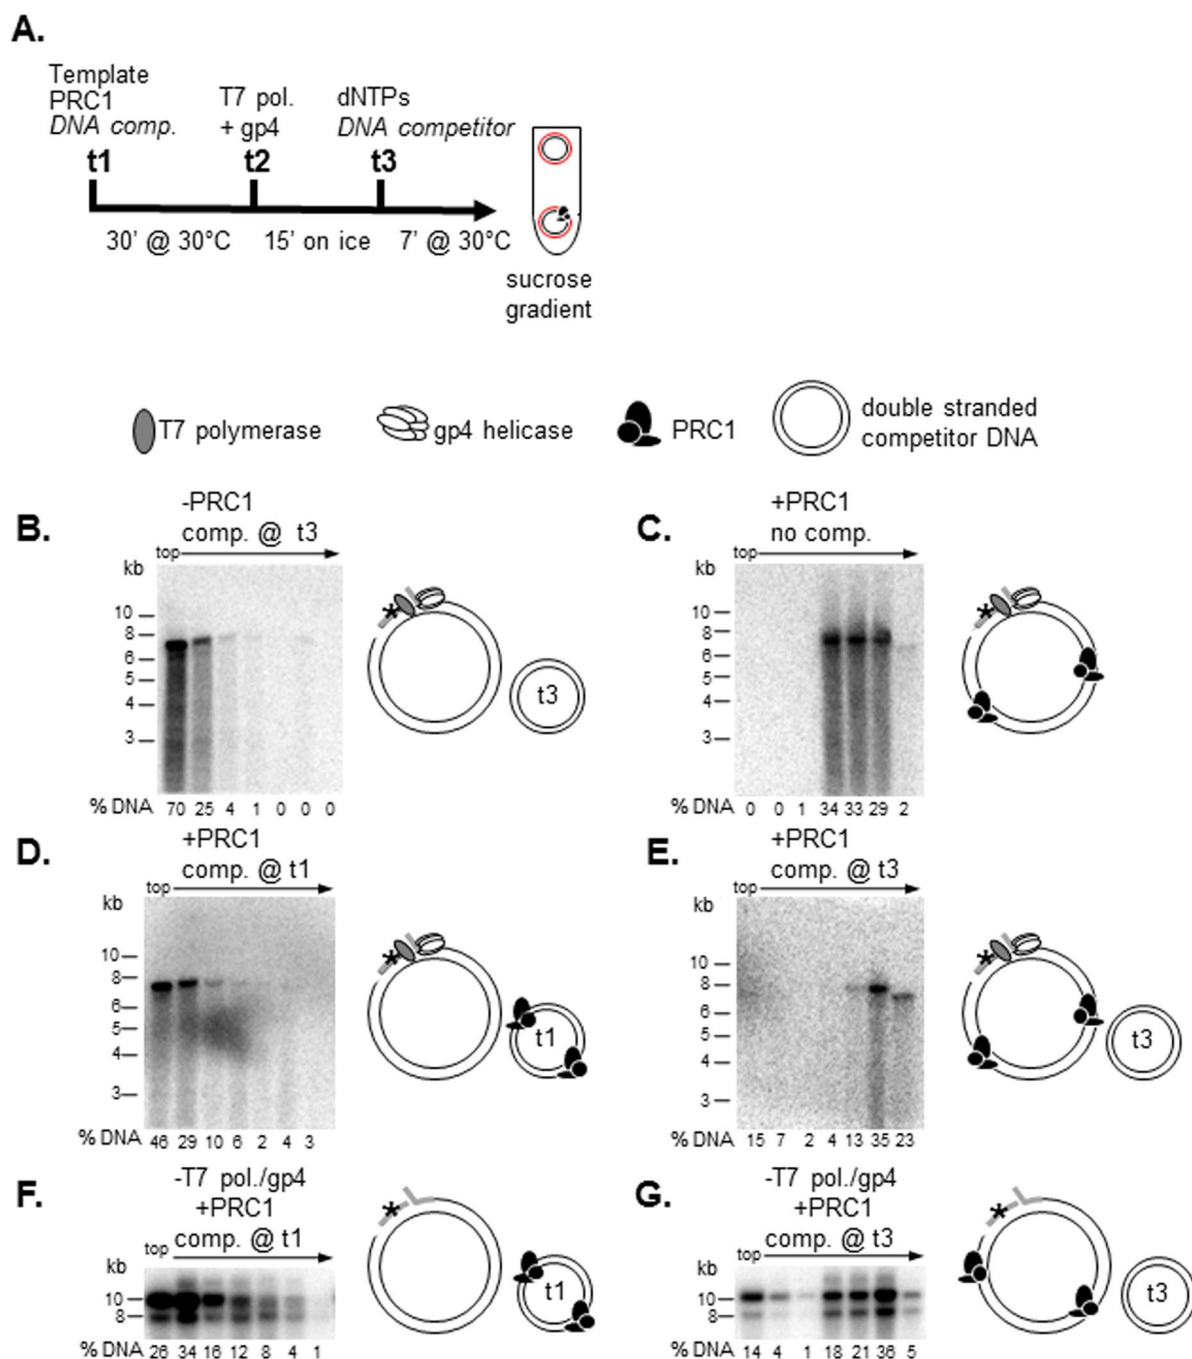 A.
Template
PRC1
DNA comp.
T7 pol.
+ gp4
dNTPs
DNA competitor
t1
t2
t3
30' @ 30°C
15' on ice
7' @ 30°C
sucrose
gradient
T7 polymerase
gp4 helicase
PRC1
double stranded
competitor DNA
B.
-PRC1
comp. @ t3
top
kb
10
8
6
5
4
3
t3
% DNA 70 25 4 1 0 0 0
C.
+PRC1
no comp.
top
kb
10
8
6
5
4
3
% DNA 0 0 1 34 33 29 2
D.
+PRC1
comp. @ t1
top
kb
10
8
6
5
4
3
t1
% DNA 46 29 10 6 2 4 3
E.
+PRC1
comp. @ t3
top
kb
10
8
6
5
4
3
t3
% DNA 15 7 2 4 13 35 23
F.
-T7 pol./gp4
+PRC1
comp. @ t1
top
kb
10
8
t1
% DNA 26 34 16 12 8 4 1
G.
-T7 pol./gp4
+PRC1
comp. @ t3
top
kb
10
8
t3
% DNA 14 4 1 18 21 36 5